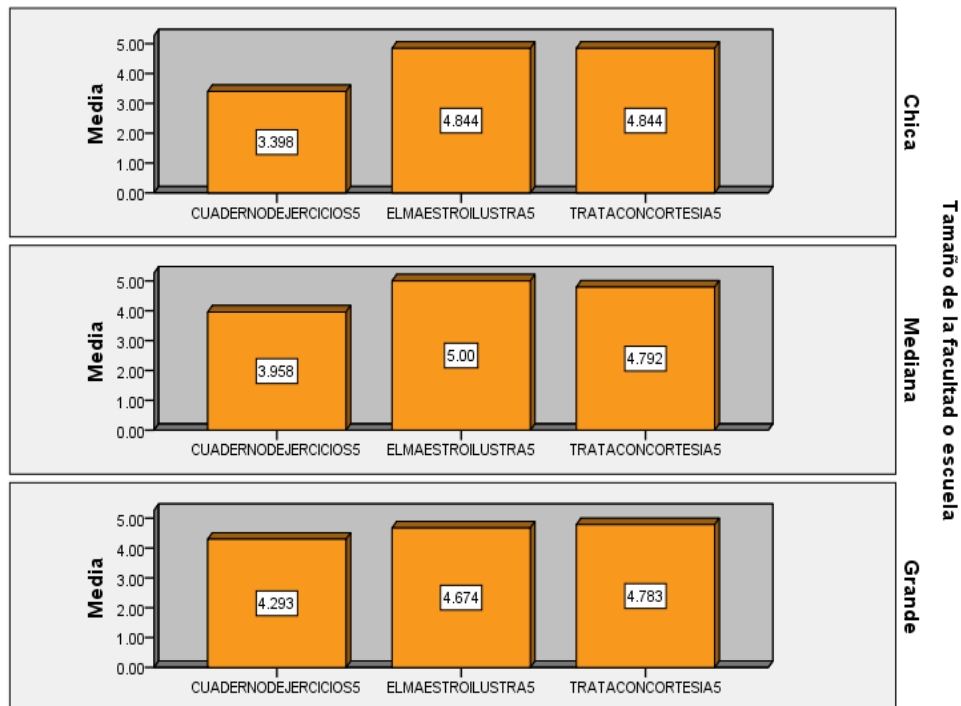 5.00
4.00
3.00
2.00
1.00
0.00
Media
3.398
4.844
4.844
CUADERNODEJERCICIOS5 ELMAESTROILUSTRA5 TRATACONCORTESIA5
Chica
5.00
4.00
3.00
2.00
1.00
0.00
Media
3.958
5.00
4.792
CUADERNODEJERCICIOS5 ELMAESTROILUSTRA5 TRATACONCORTESIA5
Mediana
5.00
4.00
3.00
2.00
1.00
0.00
Media
4.293
4.674
4.783
CUADERNODEJERCICIOS5 ELMAESTROILUSTRA5 TRATACONCORTESIA5
Grande
Tamaño de la facultad o escuela